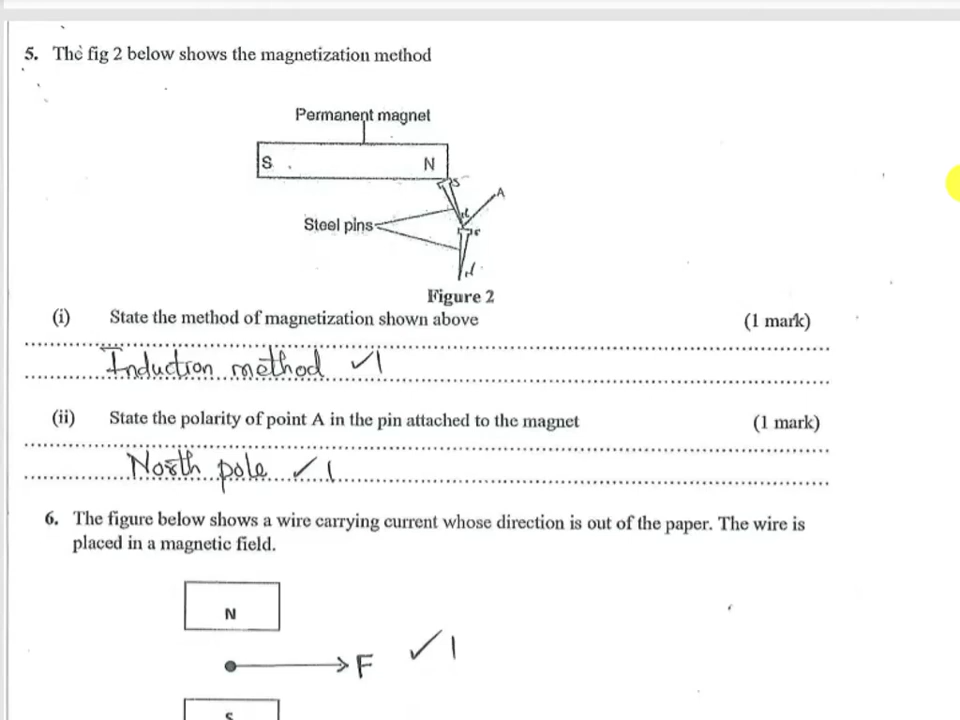 5. The fig 2 below shows the magnetization method
Permanent magnet
S N
S
A
N
Steel pins
S
N
Figure 2
(i) State the method of magnetization shown above (1 mark)
Induction method ✓1
(ii) State the polarity of point A in the pin attached to the magnet (1 mark)
North pole ✓1
6. The figure below shows a wire carrying current whose direction is out of the paper. The wire is
placed in a magnetic field.
N
F ✓1
S